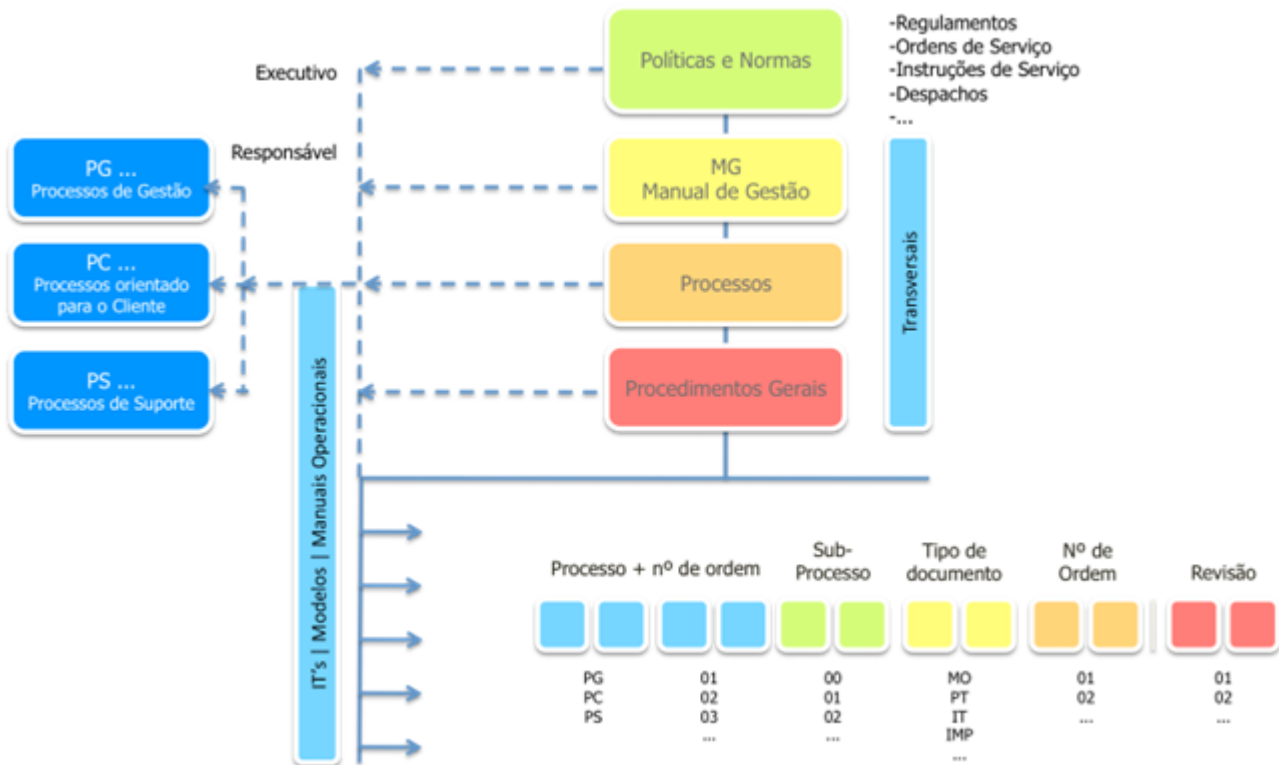 Políticas e Normas
-Regulamentos
-Ordens de Serviço
-Instruções de Serviço
-Despachos
-...
Executivo
Responsável
PG ...
Processos de Gestão
MG
Manual de Gestão
PC ...
Processos orientado
para o Cliente
Processos
Transversais
PS ...
Processos de Suporte
Procedimentos Gerais
IT's | Modelos | Manuais Operacionais
Processo + nº de ordem
Sub-
Processo
Tipo de
documento
Nº de
Ordem
Revisão
PG 01 00 MO 01 01
PC 02 01 PT 02 02
PS 03 02 IT ... ...
... ... IMP
...